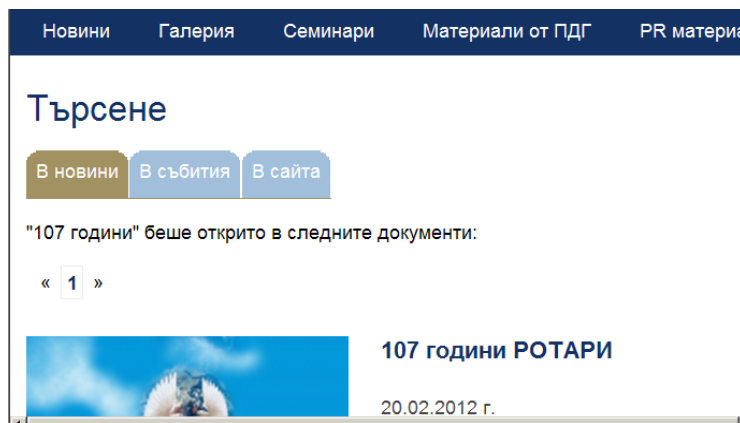 Новини Галерия Семинари Материали от ПДГ PR материа
Търсене
В новини В събития В сайта
"107 години" беше открито в следните документи:
« 1 »
107 години РОТАРИ
20.02.2012 г.